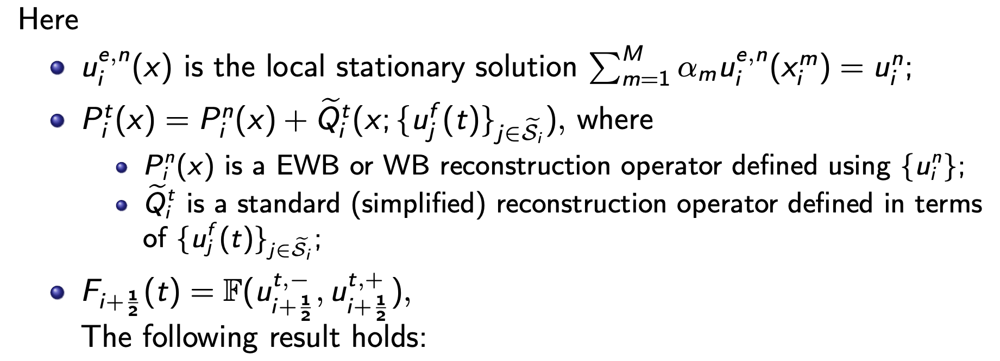 Here
• $u_i^{e,n}(x)$ is the local stationary solution $\sum_{m=1}^{M} \alpha_m u_i^{e,n}(x_i^m) = u_i^n$;
• $P_i^t(x) = P_i^n(x) + \widetilde{Q}_i^t(x; \{u_j^f(t)\}_{j \in \widetilde{\mathcal{S}}_i})$, where
• $P_i^n(x)$ is a EWB or WB reconstruction operator defined using $\{u_i^n\}$;
• $\widetilde{Q}_i^t$ is a standard (simplified) reconstruction operator defined in terms
of $\{u_j^f(t)\}_{j \in \widetilde{\mathcal{S}}_i}$;
• $F_{i+\frac{1}{2}}(t) = \mathbb{F}(u_{i+\frac{1}{2}}^{t,-}, u_{i+\frac{1}{2}}^{t,+})$,
The following result holds: